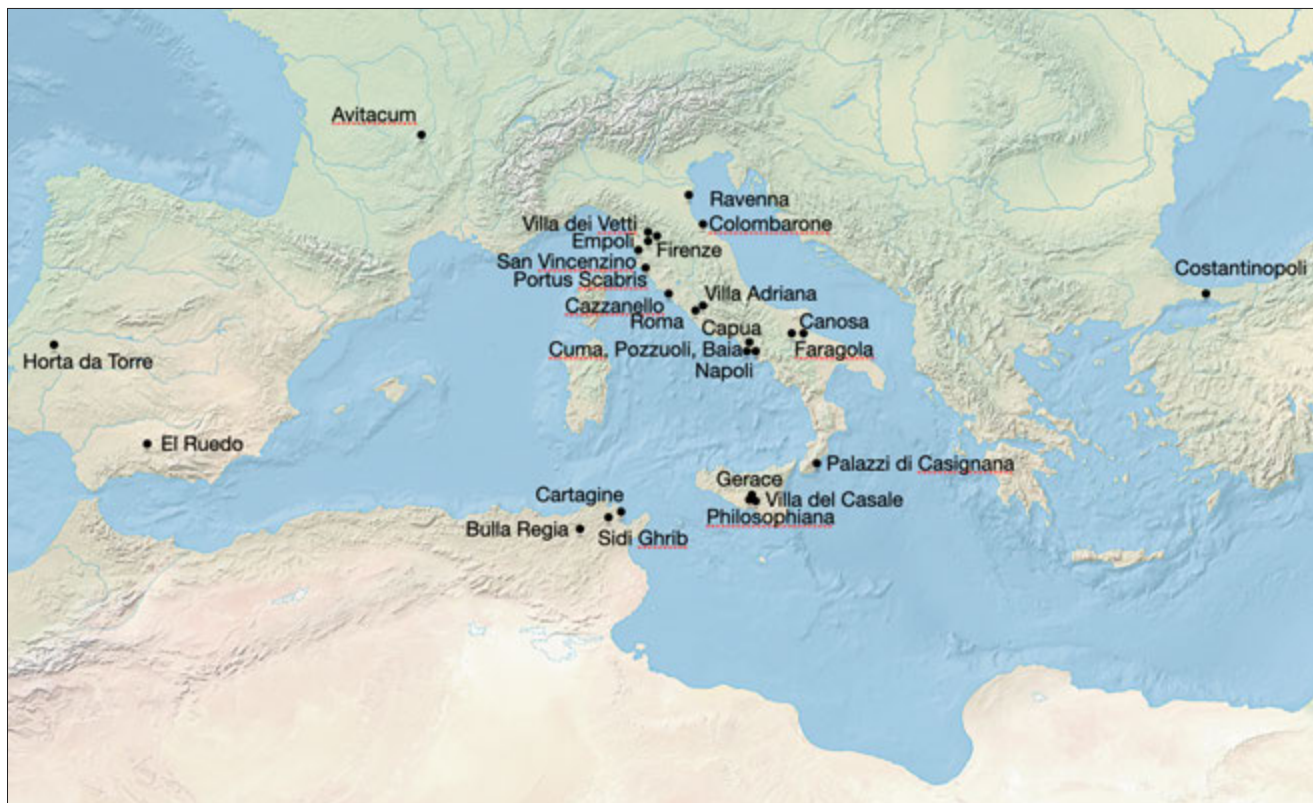 Avitacum
Ravenna
Villa dei Vetti
Colombarone
Empoli
Firenze
San Vincenzino
Costantinopoli
Portus Scabris
Villa Adriana
Cazzanello
Roma
Capua
Canosa
Cuma, Pozzuoli, Baia
Faragola
Horta da Torre
Napoli
El Ruedo
Palazzi di Casignana
Gerace
Cartagine
Villa del Casale
Philosophiana
Bulla Regia
Sidi Ghrib